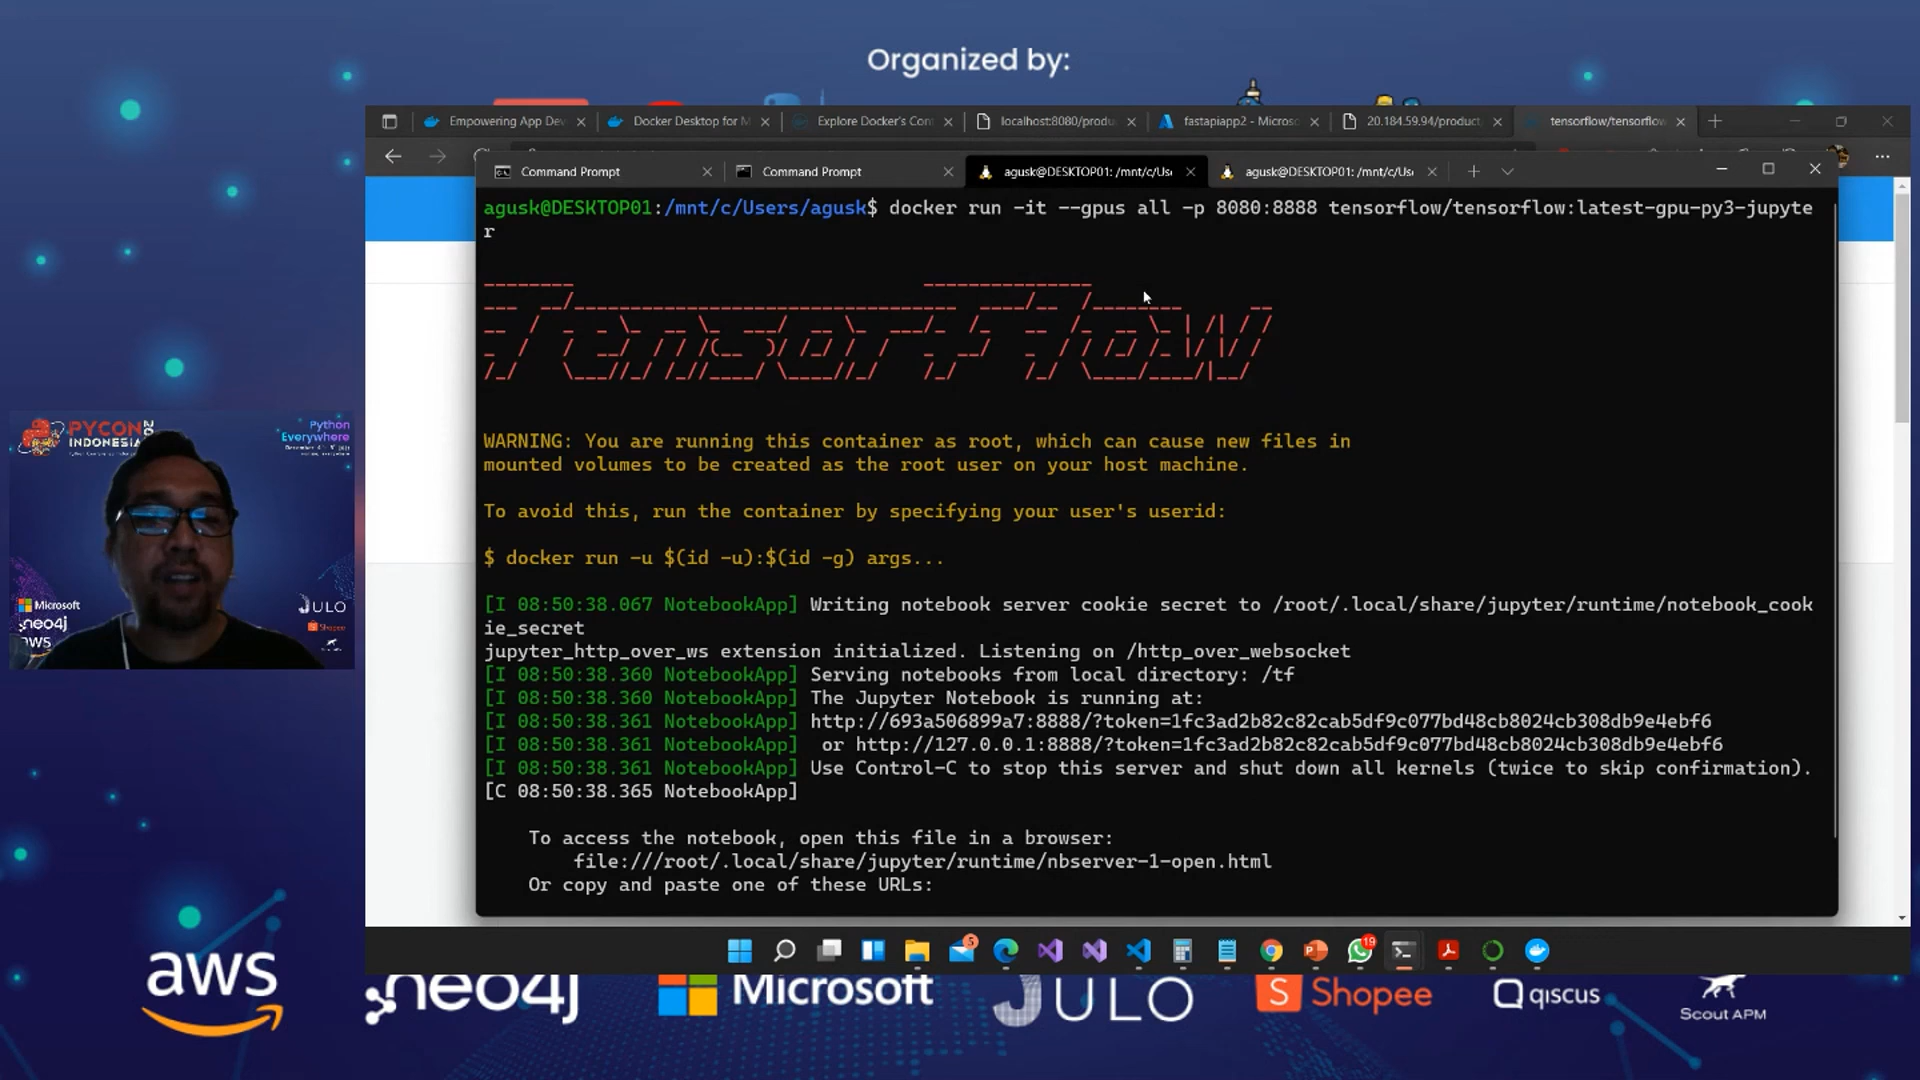 Organized by:
Empowering App Dev
Docker Desktop for M
Explore Docker's Cont
localhost:8080/produ
fastapiapp2 - Microso
20.184.59.94/product
tensorflow/tensorflow
Command Prompt
Command Prompt
agusk@DESKTOP01: /mnt/c/Use
agusk@DESKTOP01: /mnt/c/Use
agusk@DESKTOP01:/mnt/c/Users/agusk$ docker run -it --gpus all -p 8080:8888 tensorflow/tensorflow:latest-gpu-py3-jupyte
r
TensorFlow
WARNING: You are running this container as root, which can cause new files in
mounted volumes to be created as the root user on your host machine.
To avoid this, run the container by specifying your user's userid:
$ docker run -u $(id -u):$(id -g) args...
[I 08:50:38.067 NotebookApp] Writing notebook server cookie secret to /root/.local/share/jupyter/runtime/notebook_cook
ie_secret
jupyter_http_over_ws extension initialized. Listening on /http_over_websocket
[I 08:50:38.360 NotebookApp] Serving notebooks from local directory: /tf
[I 08:50:38.360 NotebookApp] The Jupyter Notebook is running at:
[I 08:50:38.361 NotebookApp] http://693a506899a7:8888/?token=1fc3ad2b82c82cab5df9c077bd48cb8024cb308db9e4ebf6
[I 08:50:38.361 NotebookApp]  or http://127.0.0.1:8888/?token=1fc3ad2b82c82cab5df9c077bd48cb8024cb308db9e4ebf6
[I 08:50:38.361 NotebookApp] Use Control-C to stop this server and shut down all kernels (twice to skip confirmation).
[C 08:50:38.365 NotebookApp]
To access the notebook, open this file in a browser:
file:///root/.local/share/jupyter/runtime/nbserver-1-open.html
Or copy and paste one of these URLs:
PYCON
INDONESIA
Python
Everywhere
Microsoft
neo4j
aws
JULO
Shopee
5
19
aws
neo4j
Microsoft
JULO
Shopee
qiscus
Scout APM